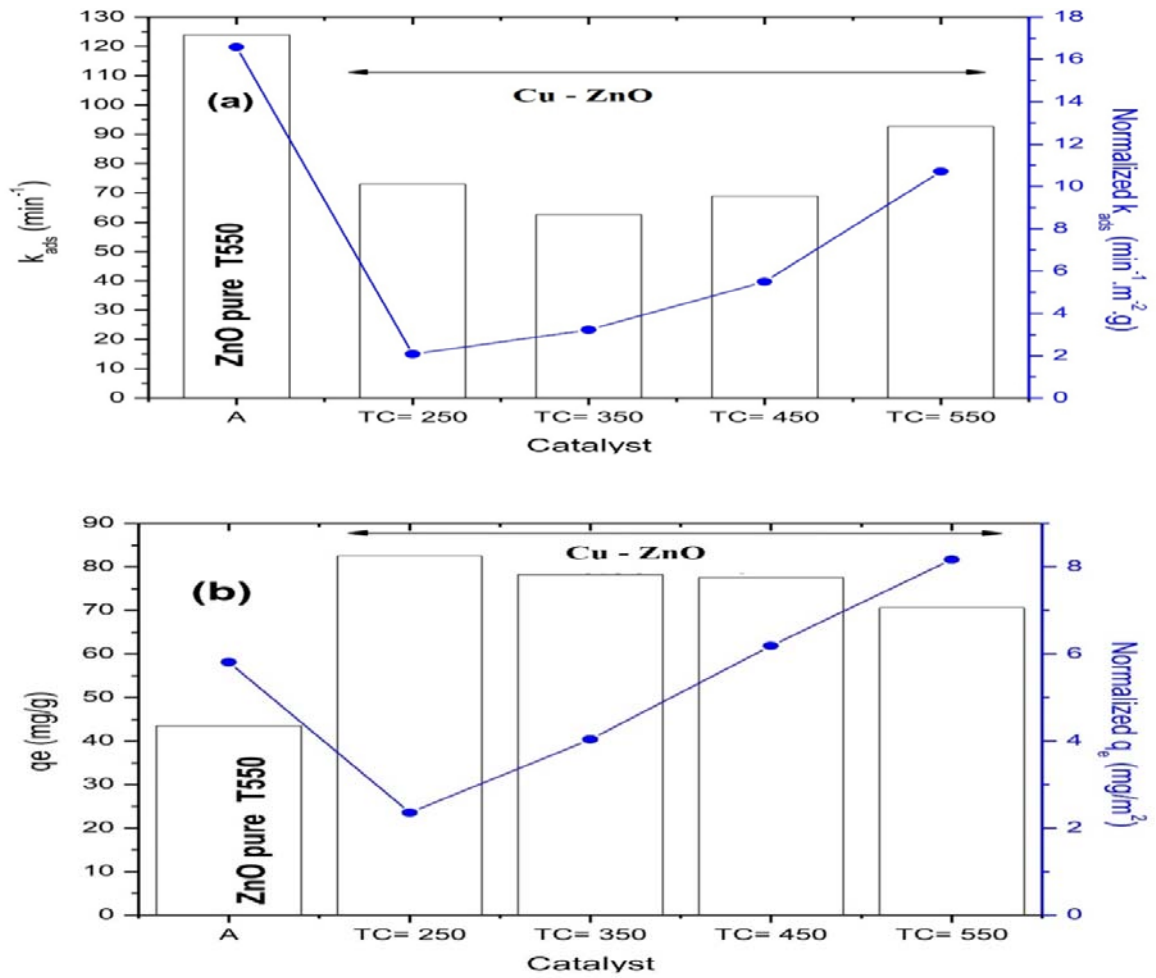 130
120
110
100
90
80
70
60
50
40
30
20
10
0
k_ads (min⁻¹)
(a)
Cu - ZnO
ZnO pure T550
18
16
14
12
10
8
6
4
2
0
Normalized k_ads (min⁻¹.m⁻².g)
A TC= 250 TC= 350 TC= 450 TC= 550
Catalyst
90
80
70
60
50
40
30
20
10
0
qe (mg/g)
(b)
Cu - ZnO
ZnO pure T550
8
6
4
2
0
Normalized q_e (mg/m²)
A TC= 250 TC= 350 TC= 450 TC= 550
Catalyst